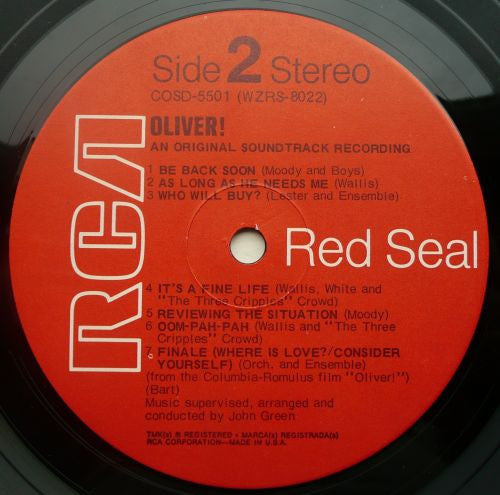 Side 2 Stereo
COSD-5501 (WZRS-8022)
OLIVER!
AN ORIGINAL SOUNDTRACK RECORDING
1 BE BACK SOON (Moody and Boys)
2 AS LONG AS HE NEEDS ME (Wallis)
3 WHO WILL BUY? (Lester and Ensemble)
RCA
Red Seal
4 IT'S A FINE LIFE (Wallis, White and
"The Three Cripples" Crowd)
5 REVIEWING THE SITUATION (Moody)
6 OOM-PAH-PAH (Wallis and "The Three
Cripples" Crowd)
7 FINALE (WHERE IS LOVE?/CONSIDER
YOURSELF) (Orch. and Ensemble)
(from the Columbia-Romulus film "Oliver!")
(Bart)
Music supervised, arranged and
conducted by John Green
TMK(s) ® REGISTERED • MARCA(s) REGISTRADA(s)
RCA CORPORATION—MADE IN U.S.A.